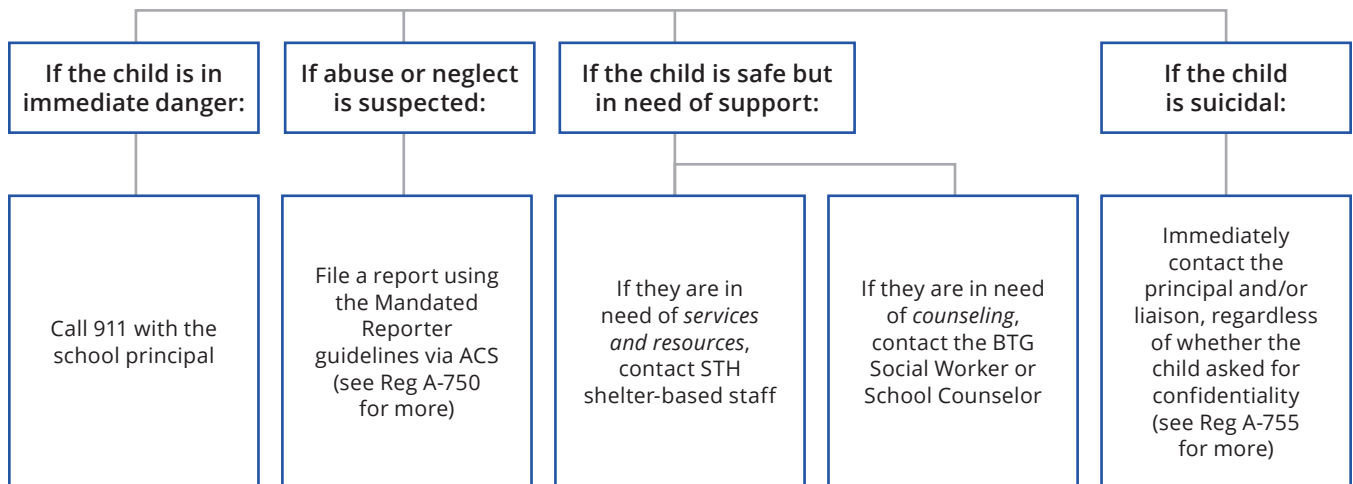 If the child is in
immediate danger:
If abuse or neglect
is suspected:
If the child is safe but
in need of support:
If the child
is suicidal:
Call 911 with the
school principal
File a report using
the Mandated
Reporter
guidelines via ACS
(see Reg A-750
for more)
If they are in
need of services
and resources,
contact STH
shelter-based staff
If they are in need
of counseling,
contact the BTG
Social Worker or
School Counselor
Immediately
contact the
principal and/or
liaison, regardless
of whether the
child asked for
confidentiality
(see Reg A-755
for more)